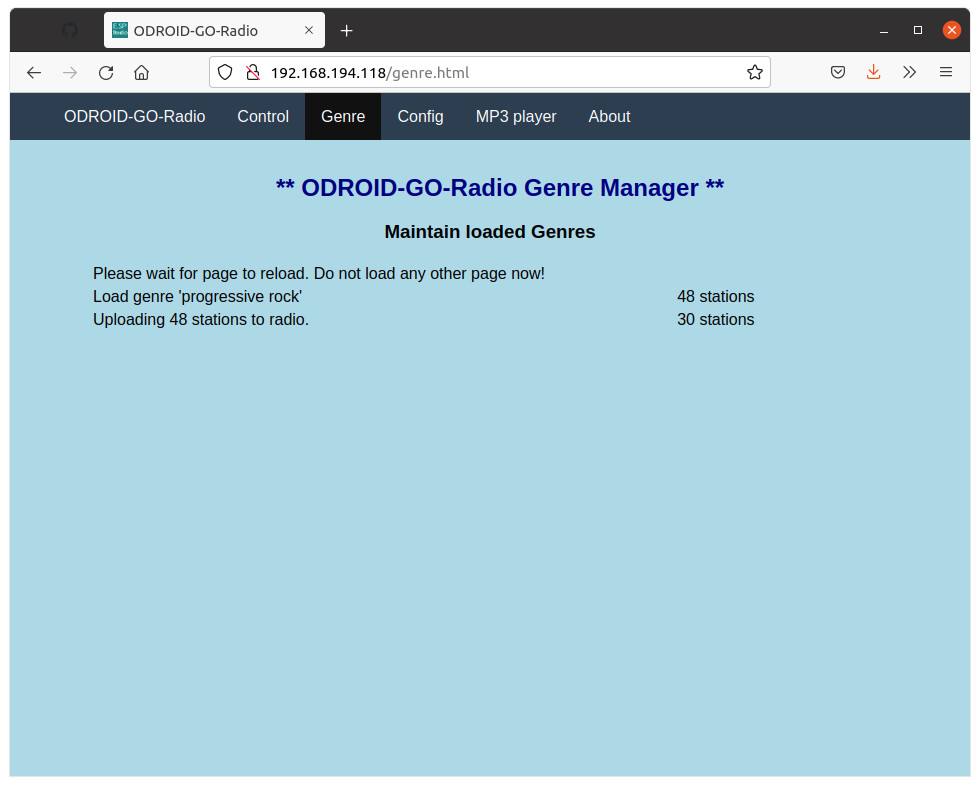 ODROID-GO-Radio
192.168.194.118/genre.html
ODROID-GO-Radio Control Genre Config MP3 player About
** ODROID-GO-Radio Genre Manager **
Maintain loaded Genres
Please wait for page to reload. Do not load any other page now!
Load genre 'progressive rock' 48 stations
Uploading 48 stations to radio. 30 stations